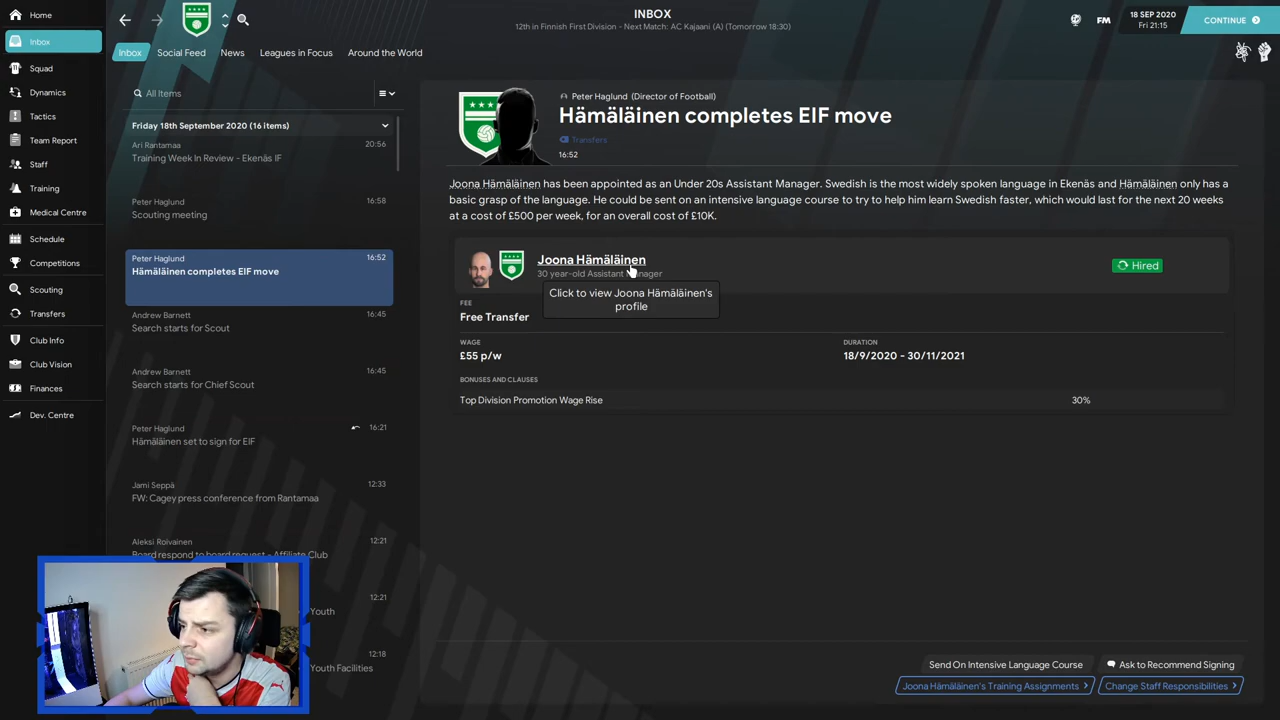 Home
Inbox
Squad
Dynamics
Tactics
Team Report
Staff
Training
Medical Centre
Schedule
Competitions
Scouting
Transfers
Club Info
Club Vision
Finances
Dev. Centre
INBOX
12th in Finnish First Division - Next Match: AC Kajaani (A) (Tomorrow 18:30)
FM
18 SEP 2020
Fri 21:15
CONTINUE
Inbox
Social Feed
News
Leagues in Focus
Around the World
All Items
Friday 18th September 2020 (16 items)
Ari Rantamaa
20:56
Training Week In Review - Ekenäs IF
Peter Haglund
16:58
Scouting meeting
Peter Haglund
16:52
Hämäläinen completes EIF move
Andrew Barnett
16:45
Search starts for Scout
Andrew Barnett
16:45
Search starts for Chief Scout
Peter Haglund
16:21
Hämäläinen set to sign for EIF
Jami Seppä
12:33
FW: Cagey press conference from Rantamaa
Aleksi Roivainen
12:21
Board respond to board request - Affiliate Club
12:21
Youth
12:18
Youth Facilities
Peter Haglund (Director of Football)
Hämäläinen completes EIF move
Transfers
16:52
Joona Hämäläinen has been appointed as an Under 20s Assistant Manager. Swedish is the most widely spoken language in Ekenäs and Hämäläinen only has a
basic grasp of the language. He could be sent on an intensive language course to try to help him learn Swedish faster, which would last for the next 20 weeks
at a cost of £500 per week, for an overall cost of £10K.
Joona Hämäläinen
30 year-old Assistant Manager
Hired
Click to view Joona Hämäläinen's
profile
FEE
Free Transfer
WAGE
£55 p/w
DURATION
18/9/2020 - 30/11/2021
BONUSES AND CLAUSES
Top Division Promotion Wage Rise
30%
Send On Intensive Language Course
Ask to Recommend Signing
Joona Hämäläinen's Training Assignments
Change Staff Responsibilities